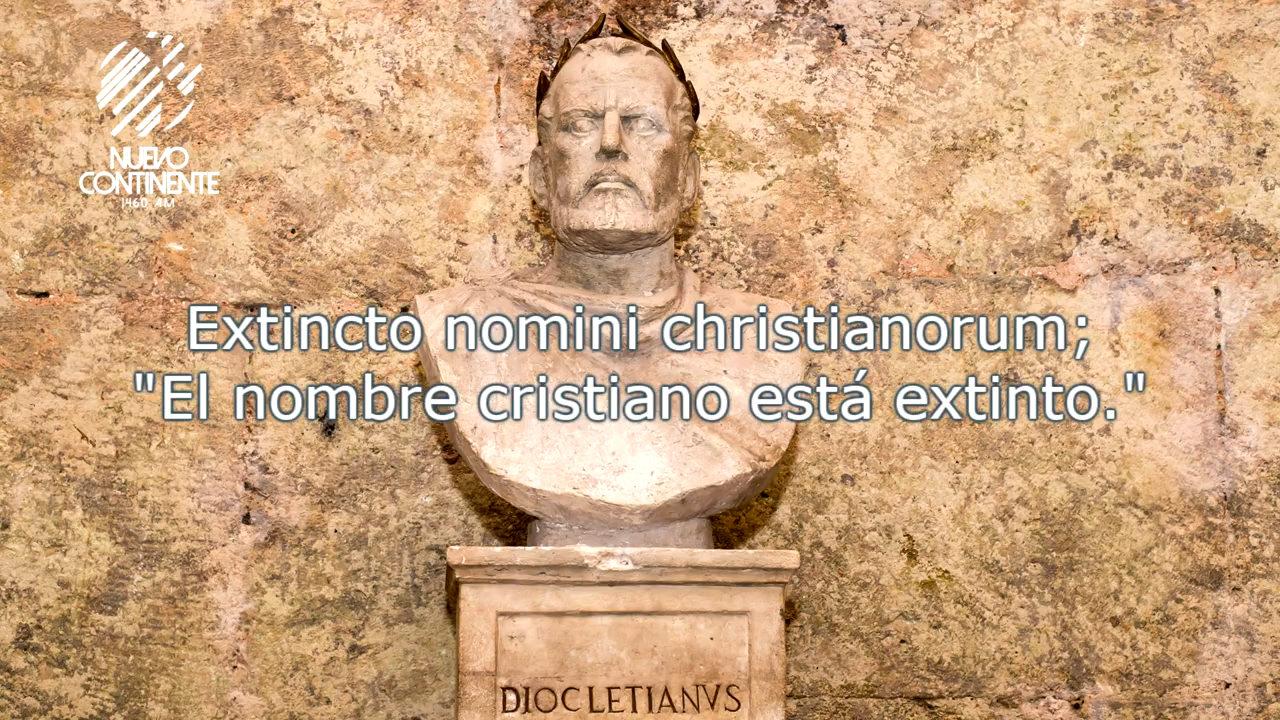 NUEVO
CONTINENTE
1460 AM
Extincto nomini christianorum;
"El nombre cristiano está extinto."
DIOCLETIANVS